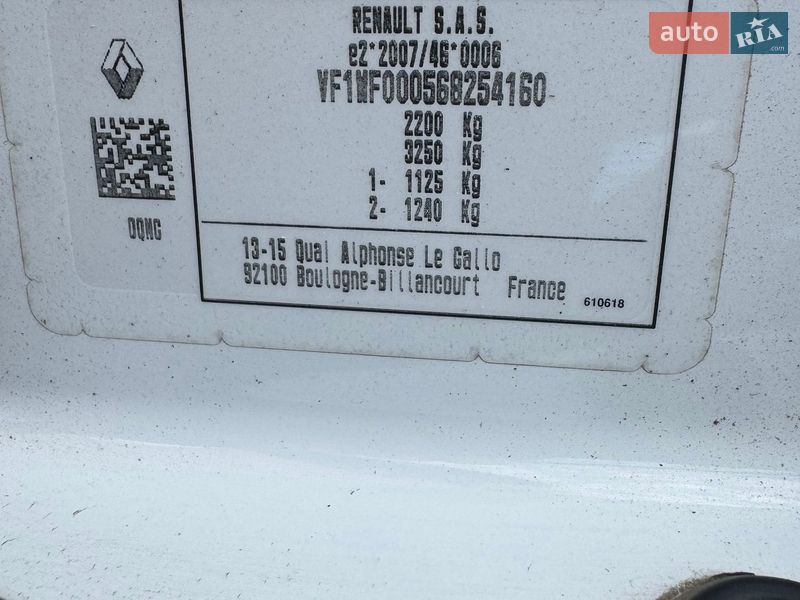 auto RIA
RENAULT S.A.S.
e2*2007/46*0006
VF1NF000568254160
2200 Kg
3250 Kg
1- 1125 Kg
2- 1240 Kg
0QNG
13-15 Quai Alphonse Le Gallo
92100 Boulogne-Billancourt France
610618